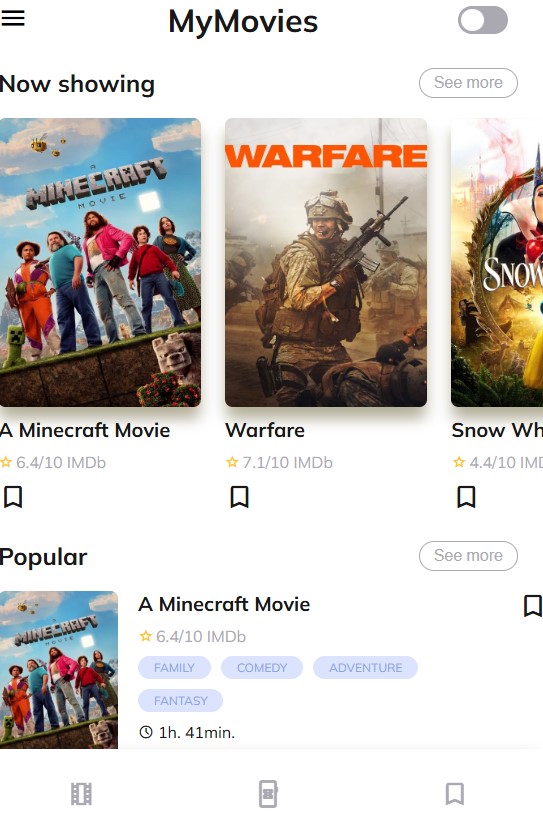 MyMovies
Now showing
See more
A
MINECRAFT
MOVIE
WARFARE
SNOW
A Minecraft Movie
Warfare
Snow Wh
6.4/10 IMDb
7.1/10 IMDb
4.4/10 IMD
Popular
See more
A
MINECRAFT
MOVIE
A Minecraft Movie
6.4/10 IMDb
FAMILY
COMEDY
ADVENTURE
FANTASY
1h. 41min.